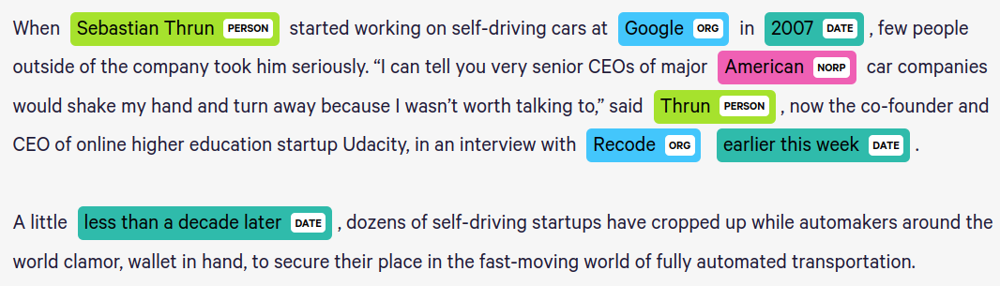 When Sebastian Thrun PERSON started working on self-driving cars at Google ORG in 2007 DATE , few people
outside of the company took him seriously. “I can tell you very senior CEOs of major American NORP car companies
would shake my hand and turn away because I wasn’t worth talking to,” said Thrun PERSON , now the co-founder and
CEO of online higher education startup Udacity, in an interview with Recode ORG earlier this week DATE .
A little less than a decade later DATE , dozens of self-driving startups have cropped up while automakers around the
world clamor, wallet in hand, to secure their place in the fast-moving world of fully automated transportation.